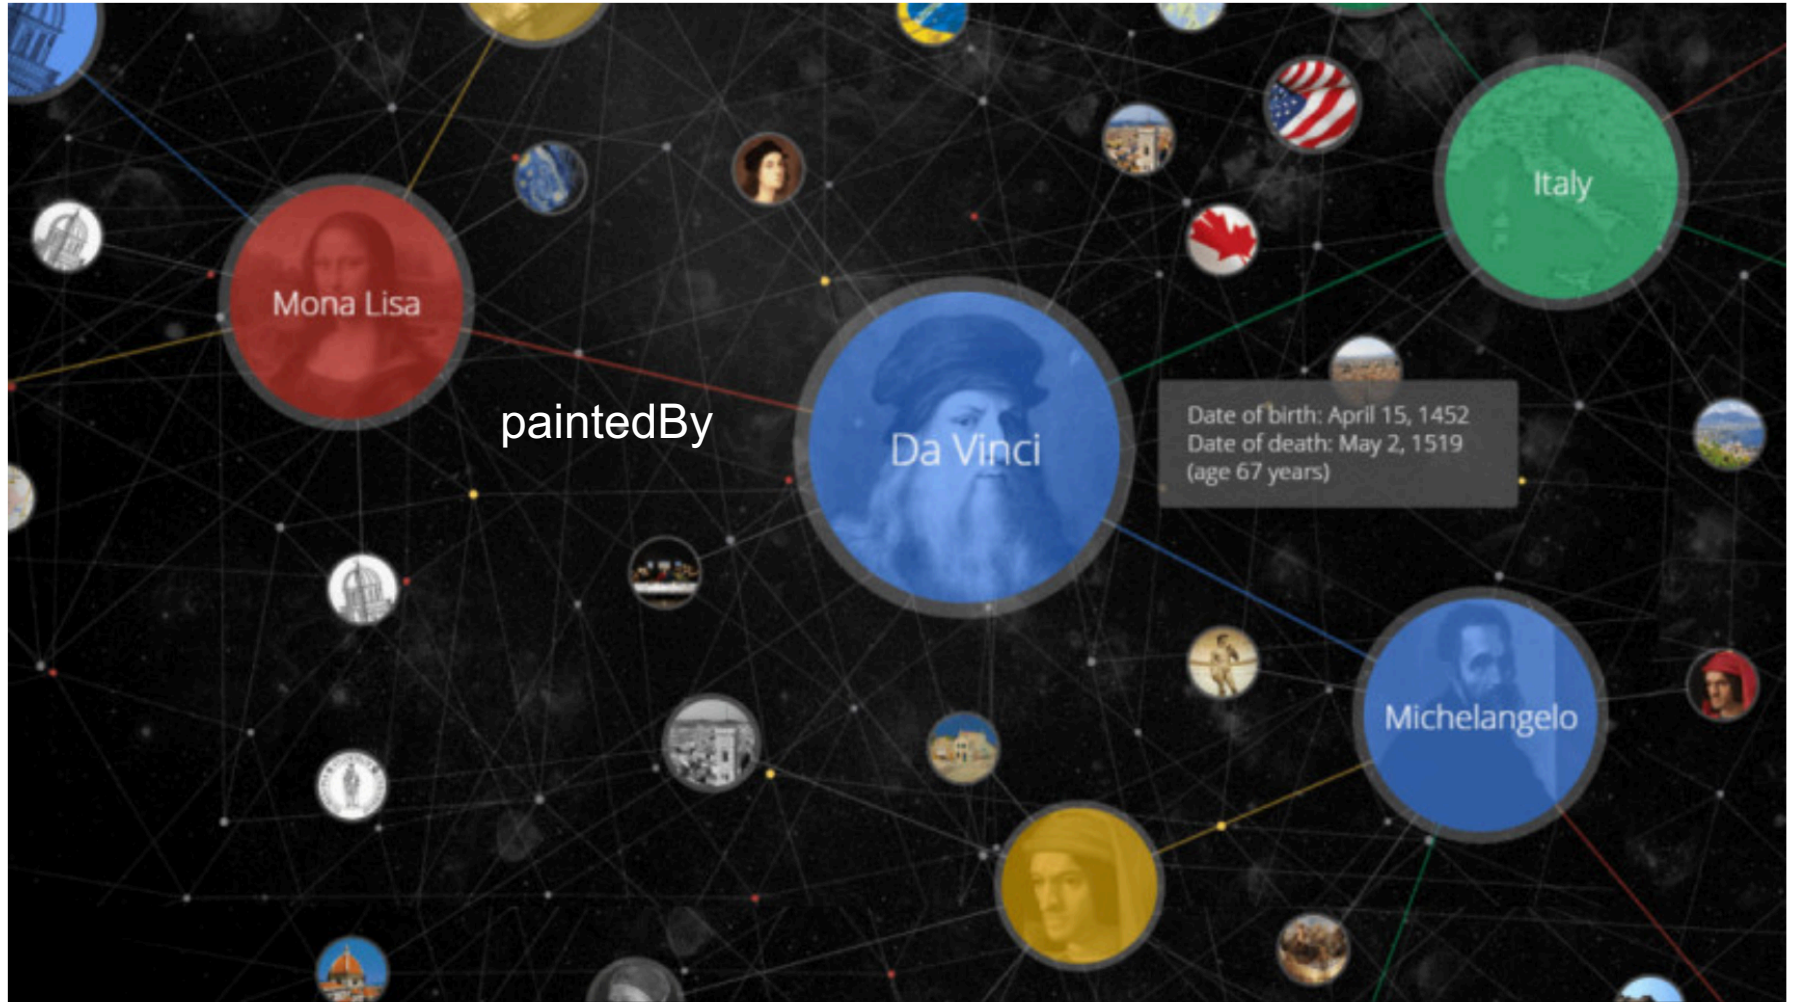 Italy
Mona Lisa
paintedBy
Da Vinci
Date of birth: April 15, 1452
Date of death: May 2, 1519
(age 67 years)
Michelangelo